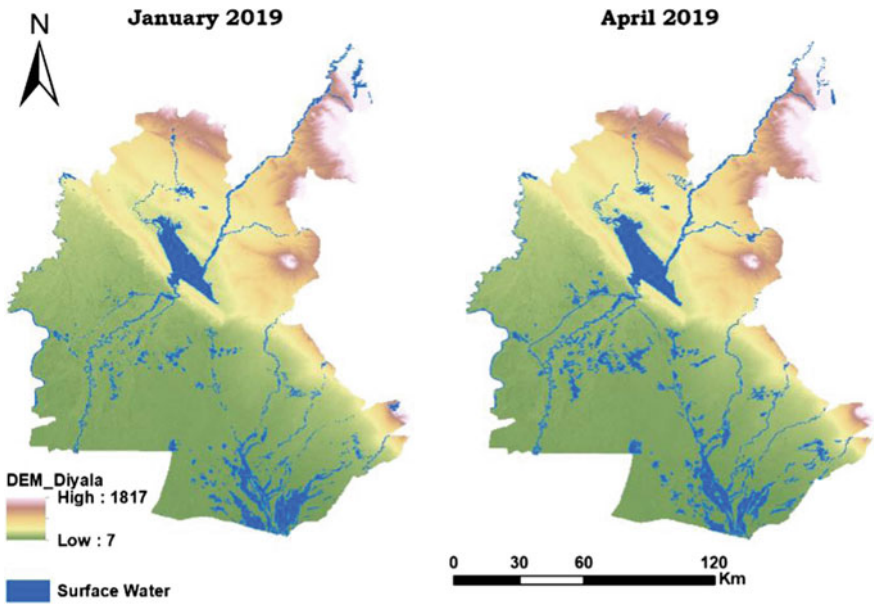 January 2019
April 2019
N
DEM_Diyala
High : 1817
Low : 7
Surface Water
0 30 60 120
Km